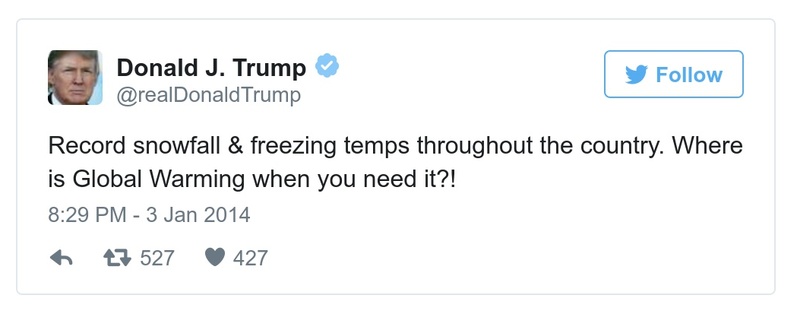 Donald J. Trump
@realDonaldTrump
Follow
Record snowfall & freezing temps throughout the country. Where
is Global Warming when you need it?!
8:29 PM - 3 Jan 2014
527 427